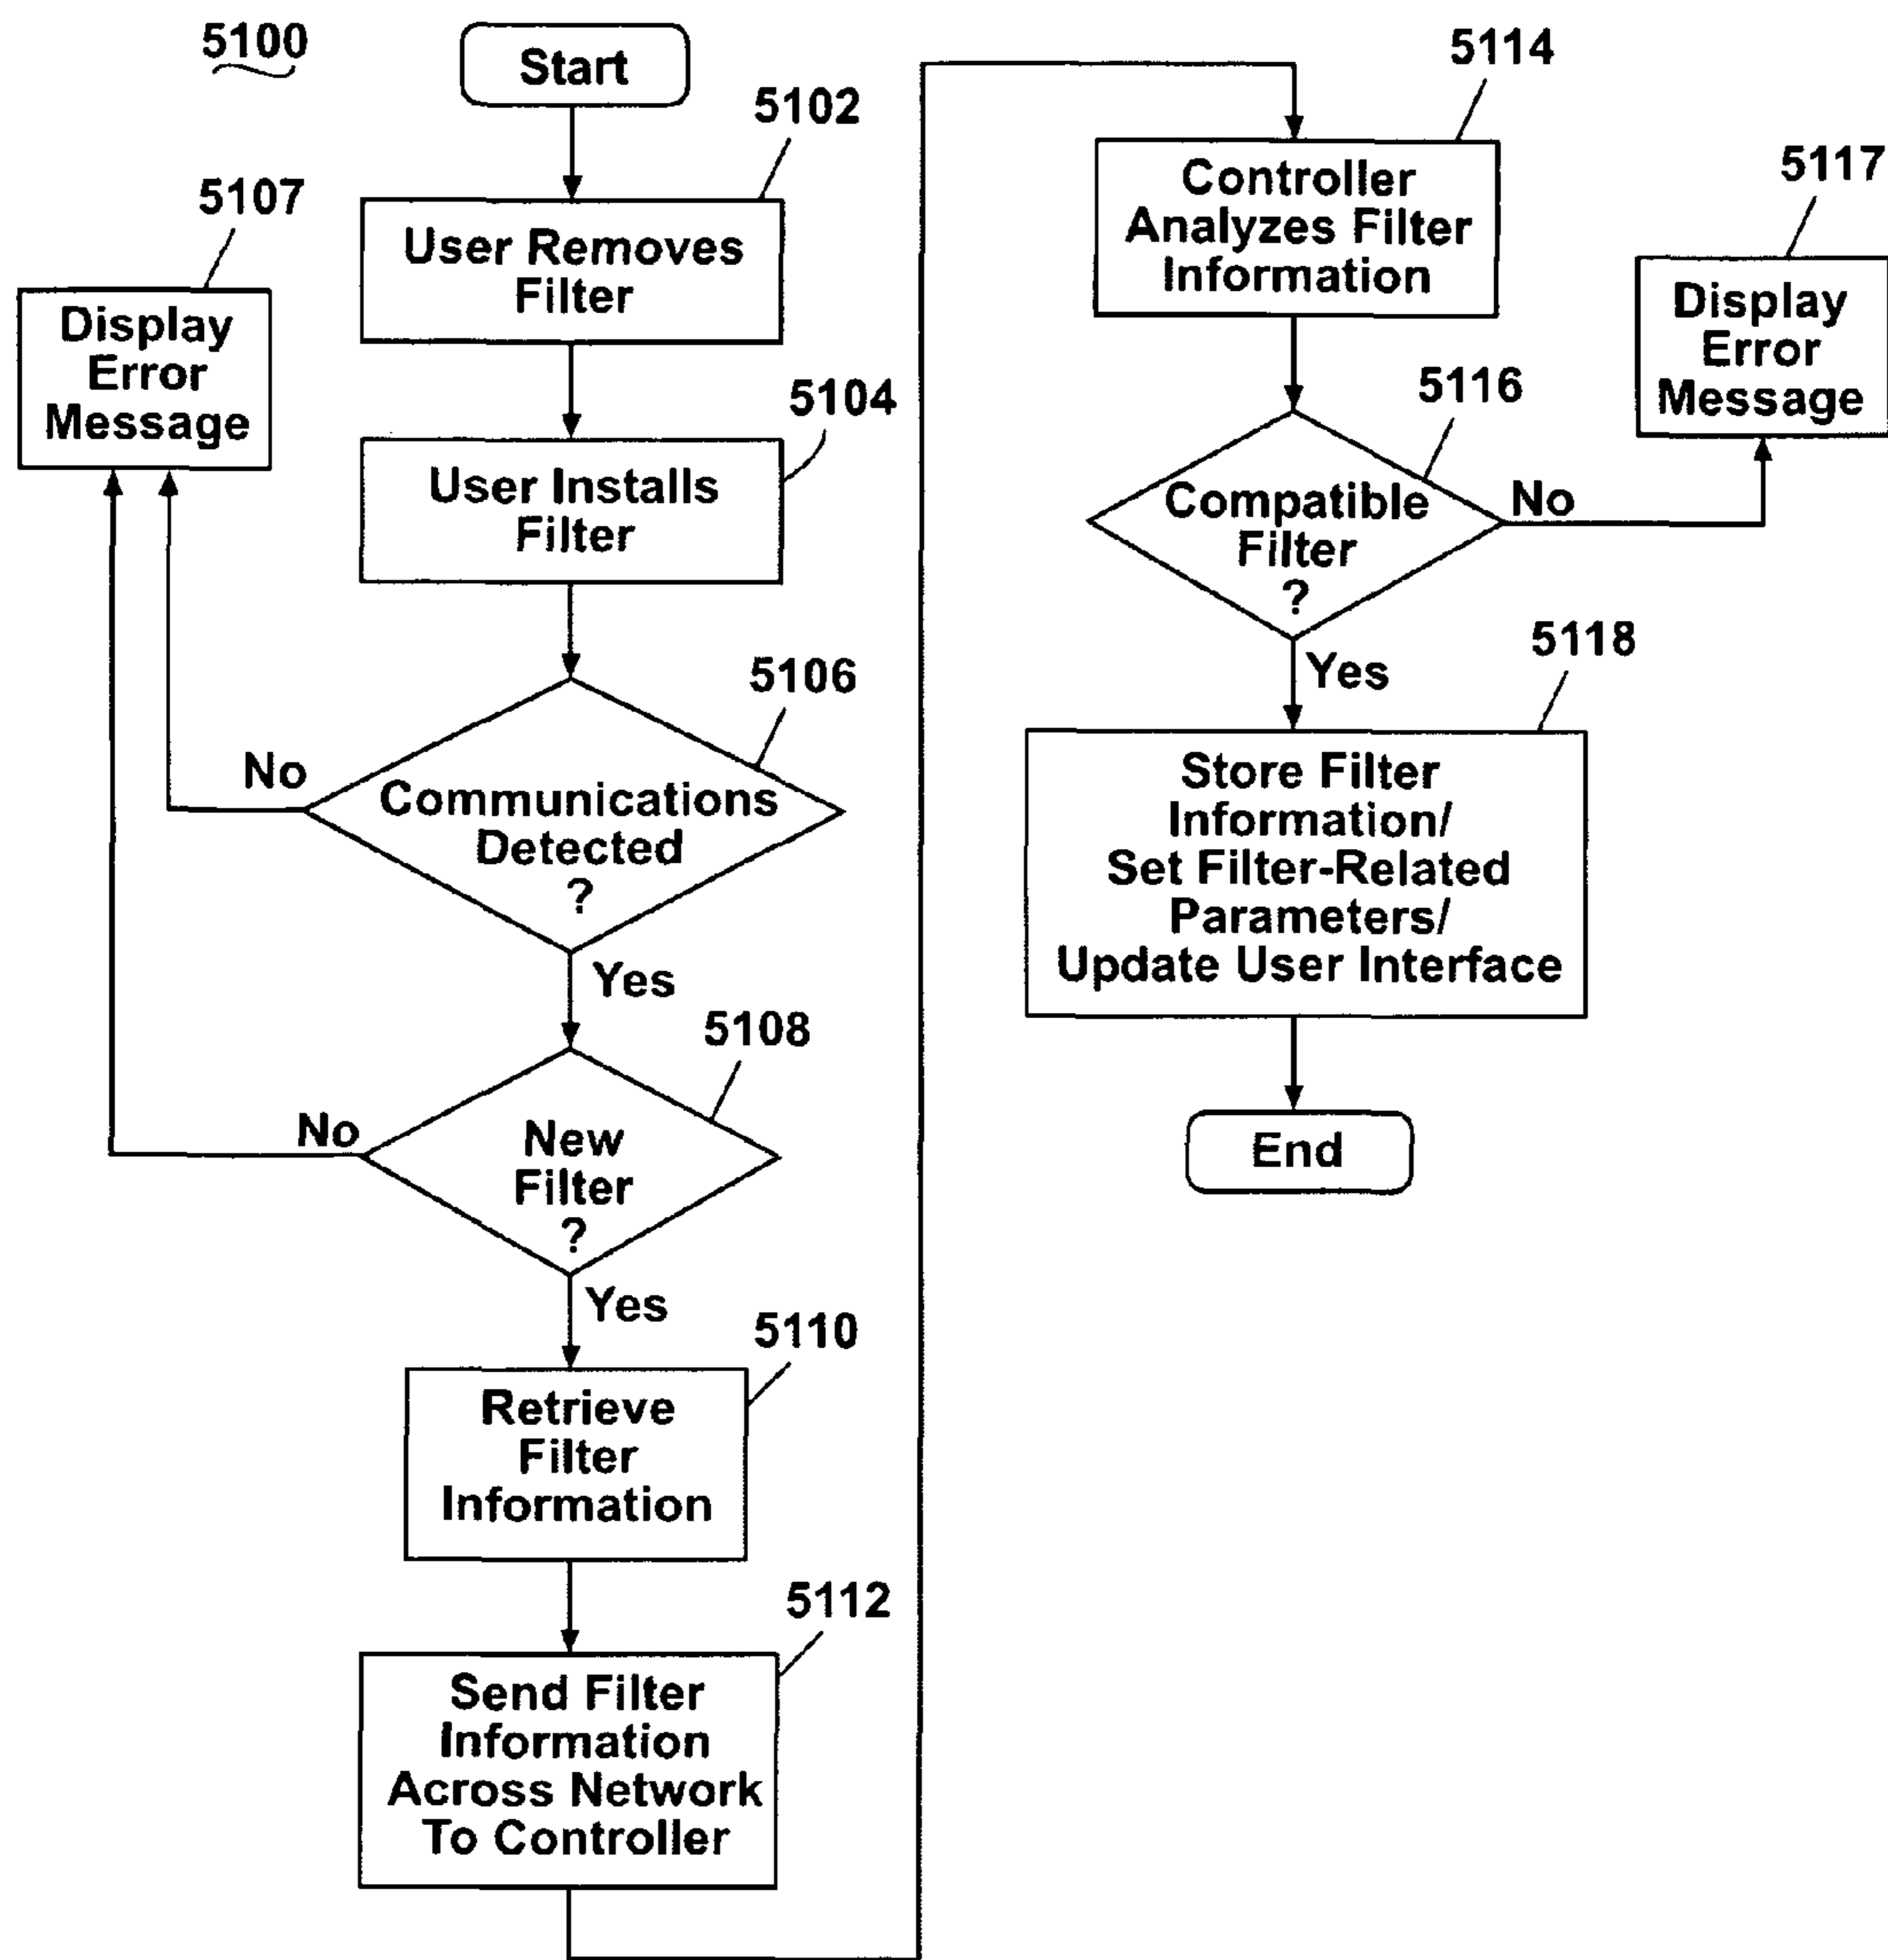 5100
Start
5102
User Removes
Filter
5107
Display
Error
Message
5104
User Installs
Filter
5106
Communications
Detected
?
No
Yes
5108
New
Filter
?
No
Yes
5110
Retrieve
Filter
Information
5112
Send Filter
Information
Across Network
To Controller
5114
Controller
Analyzes Filter
Information
5117
Display
Error
Message
5116
Compatible
Filter
?
No
Yes
5118
Store Filter
Information/
Set Filter-Related
Parameters/
Update User Interface
End